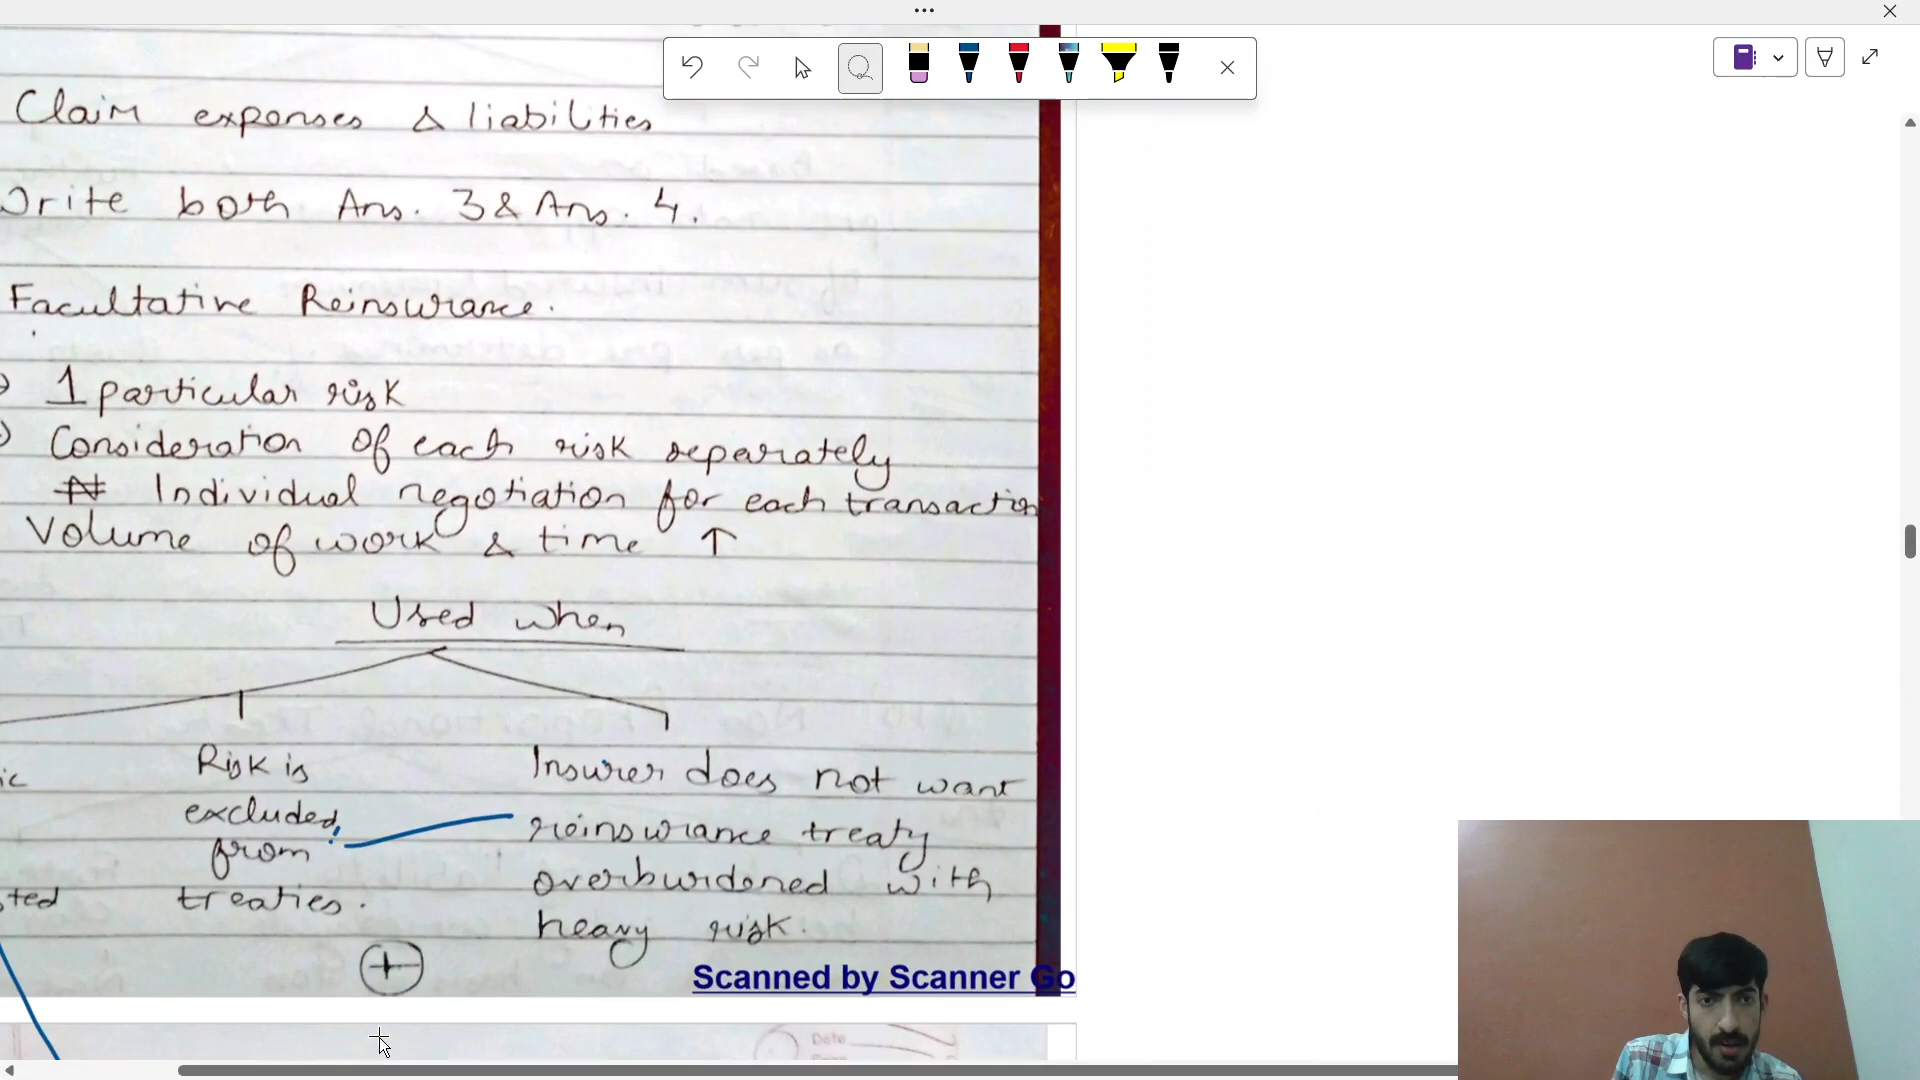 Claim expenses & liabilities
Write both Ans. 3 & Ans. 4.
Facultative Reinsurance.
1 particular risk
Consideration of each risk separately
Individual negotiation for each transaction
Volume of work & time ↑
Used when
Risk is
excluded
from
treaties.
Insurer does not want
reinsurance treaty
overburdened with
heavy risk.
Scanned by Scanner Go
Date